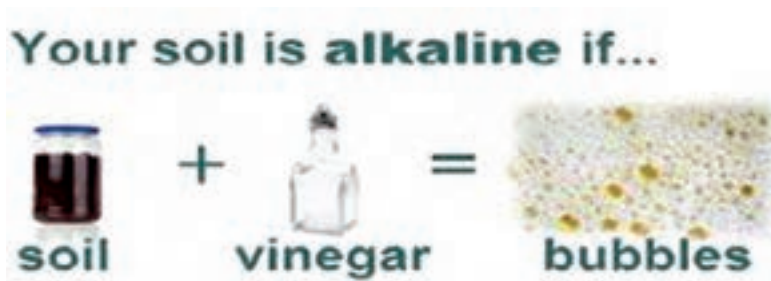 Your soil is alkaline if...
+ =
soil vinegar bubbles